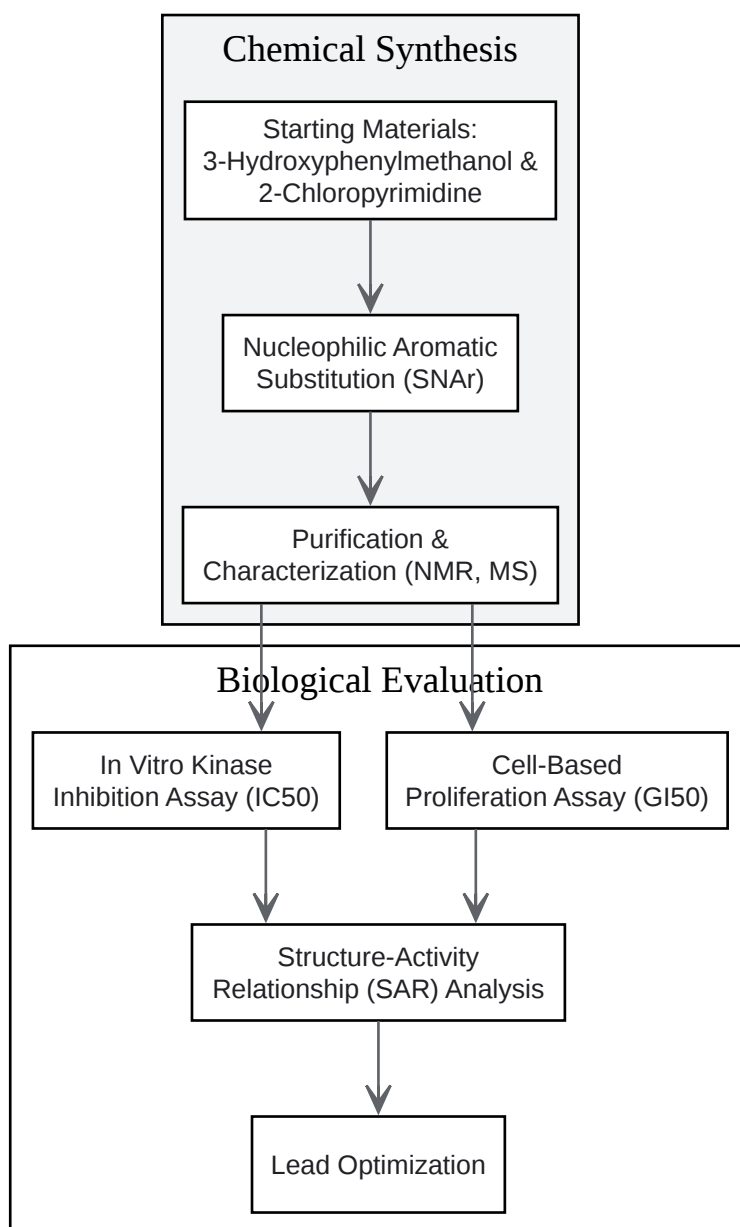 Chemical Synthesis
Starting Materials:
3-Hydroxyphenylmethanol &
2-Chloropyrimidine
Nucleophilic Aromatic
Substitution (SNAr)
Purification &
Characterization (NMR, MS)
Biological Evaluation
In Vitro Kinase
Inhibition Assay (IC50)
Cell-Based
Proliferation Assay (GI50)
Structure-Activity
Relationship (SAR) Analysis
Lead Optimization